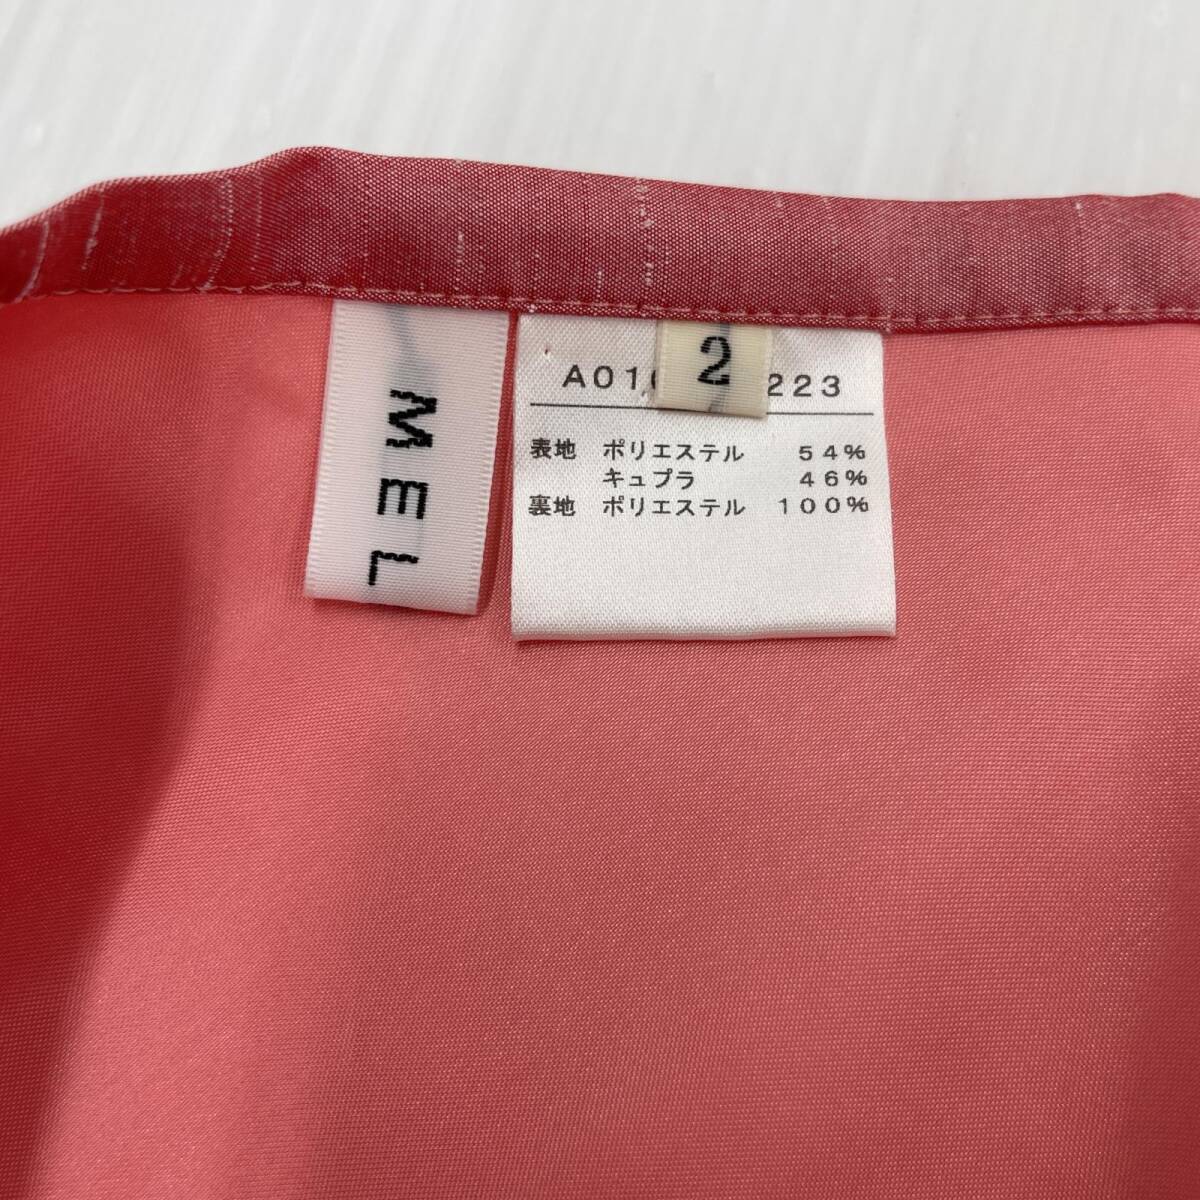 MEL
2
A01 223
表地 ポリエステル 54%
キュプラ 46%
裏地 ポリエステル 100%